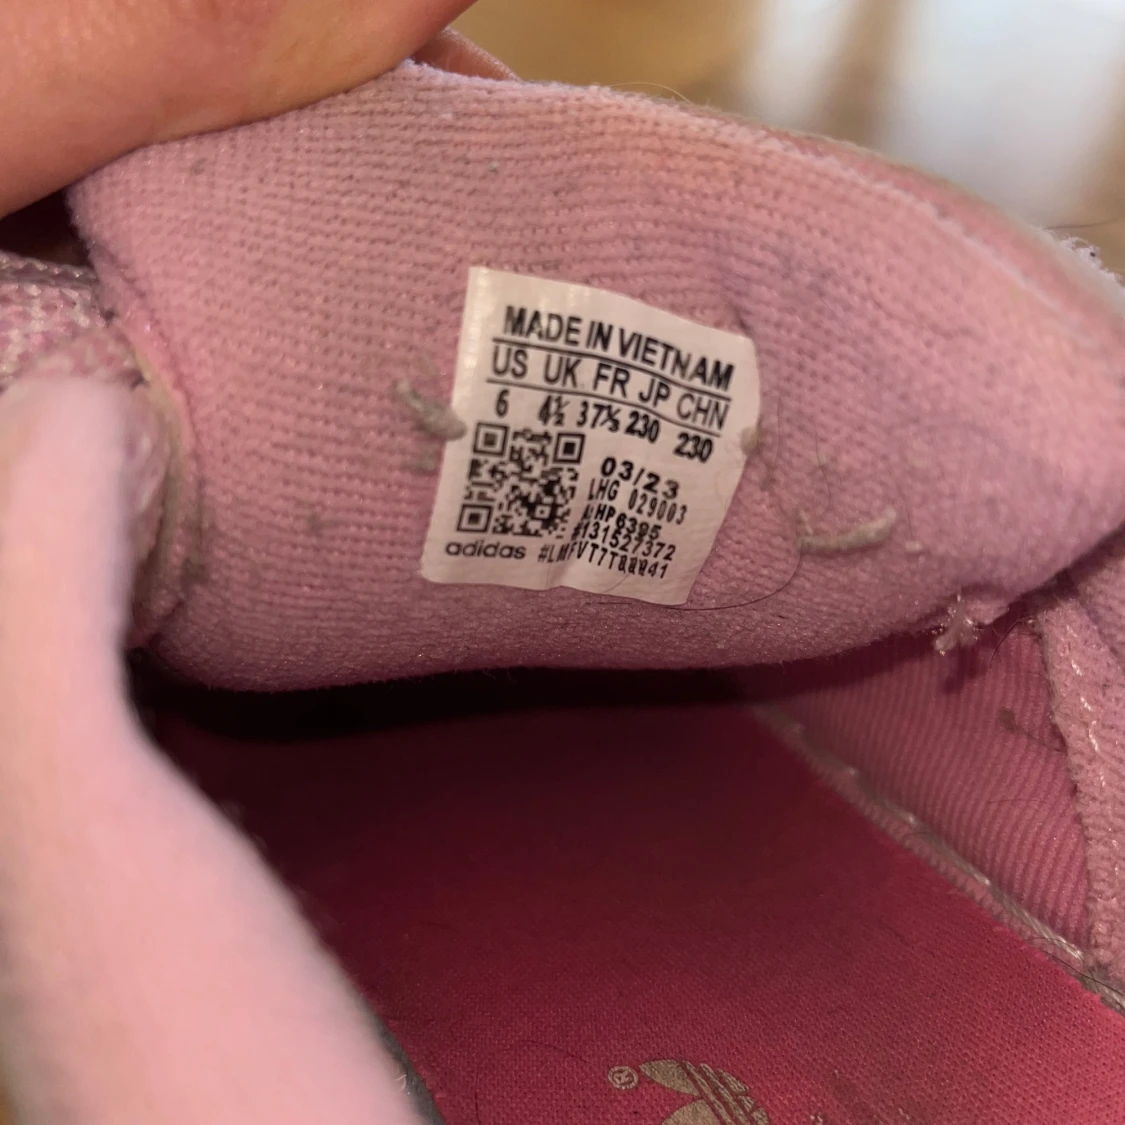 MADE IN VIETNAM
US UK FR JP CHN
6 4½ 37⅓ 230 230
03/23
LHG 029003
HP6395
#131527372
adidas
®